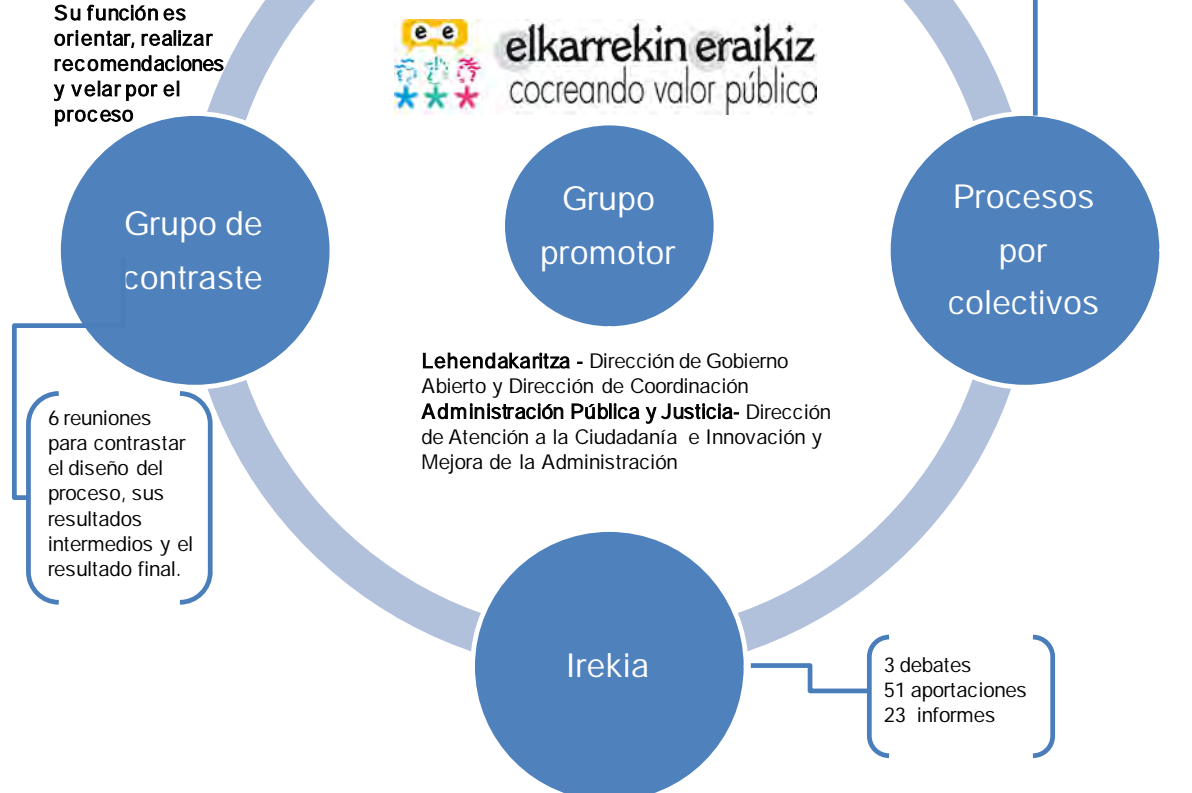 Su función es
orientar, realizar
recomendaciones
y velar por el
proceso
e e
elkarrekin eraikiz
cocreando valor público
Grupo de
contraste
Grupo
promotor
Procesos
por
colectivos
Lehendakaritza - Dirección de Gobierno
Abierto y Dirección de Coordinación
Administración Pública y Justicia- Dirección
de Atención a la Ciudadanía e Innovación y
Mejora de la Administración
6 reuniones
para contrastar
el diseño del
proceso, sus
resultados
intermedios y el
resultado final.
Irekia
3 debates
51 aportaciones
23 informes